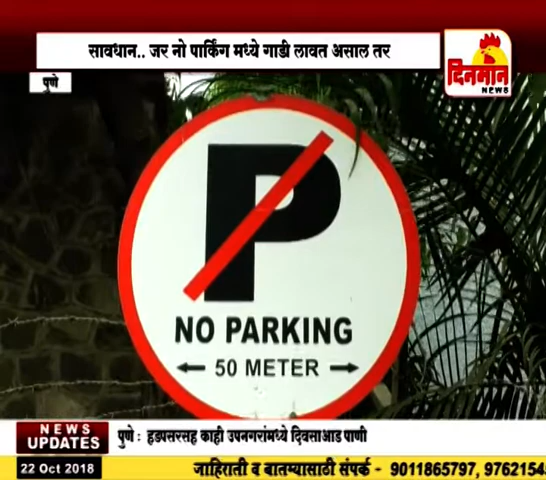 सावधान.. जर नो पार्किंग मध्ये गाडी लावत असाल तर
दिनमान
NEWS
पुणे
P
NO PARKING
50 METER
NEWS
UPDATES
पुणे : हडपसरसह काही उपनगरांमध्ये दिवसाआड पाणी
22 Oct 2018
जाहिराती व बातम्यासाठी संपर्क - 9011865797, 9762154